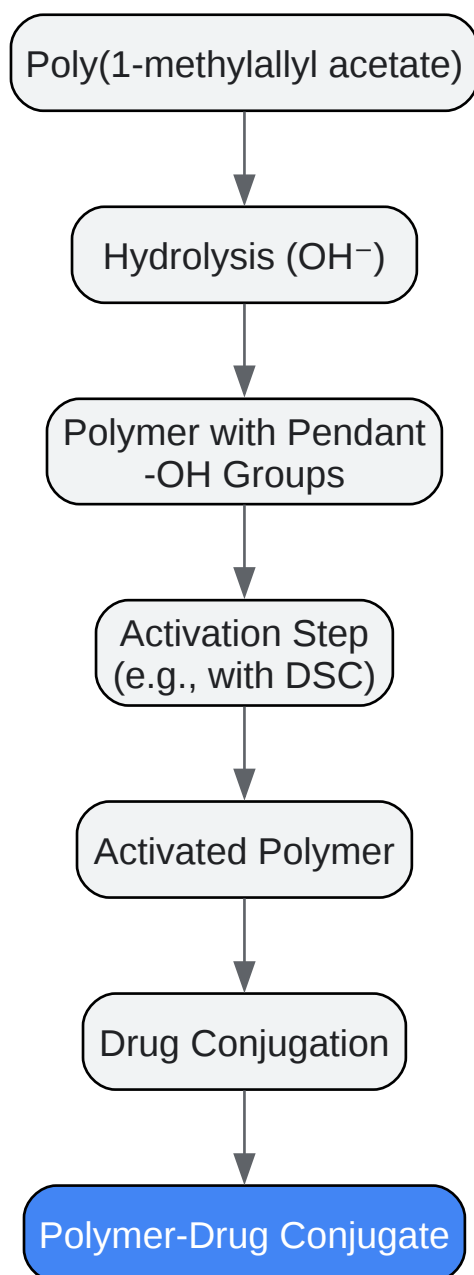 Poly(1-methylallyl acetate)
Hydrolysis (OH⁻)
Polymer with Pendant
-OH Groups
Activation Step
(e.g., with DSC)
Activated Polymer
Drug Conjugation
Polymer-Drug Conjugate